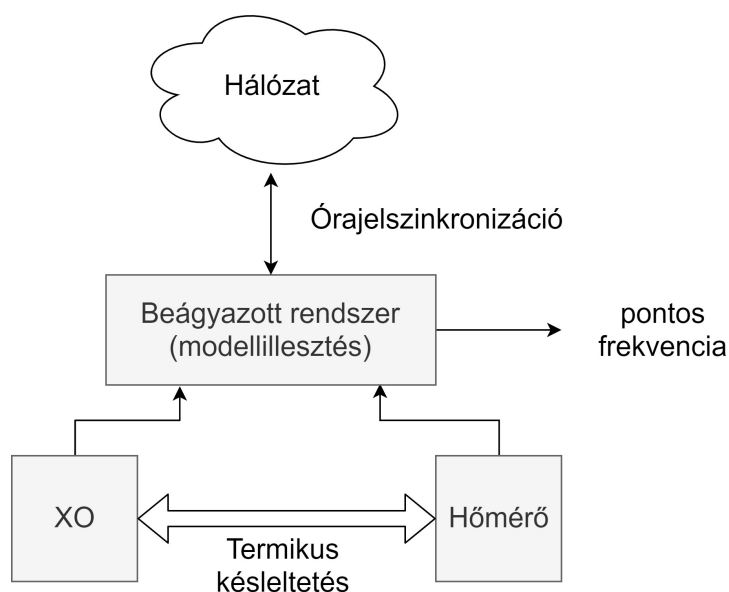 Hálózat
Órajelszinkronizáció
Beágyazott rendszer
(modellillesztés)
pontos
frekvencia
XO
Hőmérő
Termikus
késleltetés